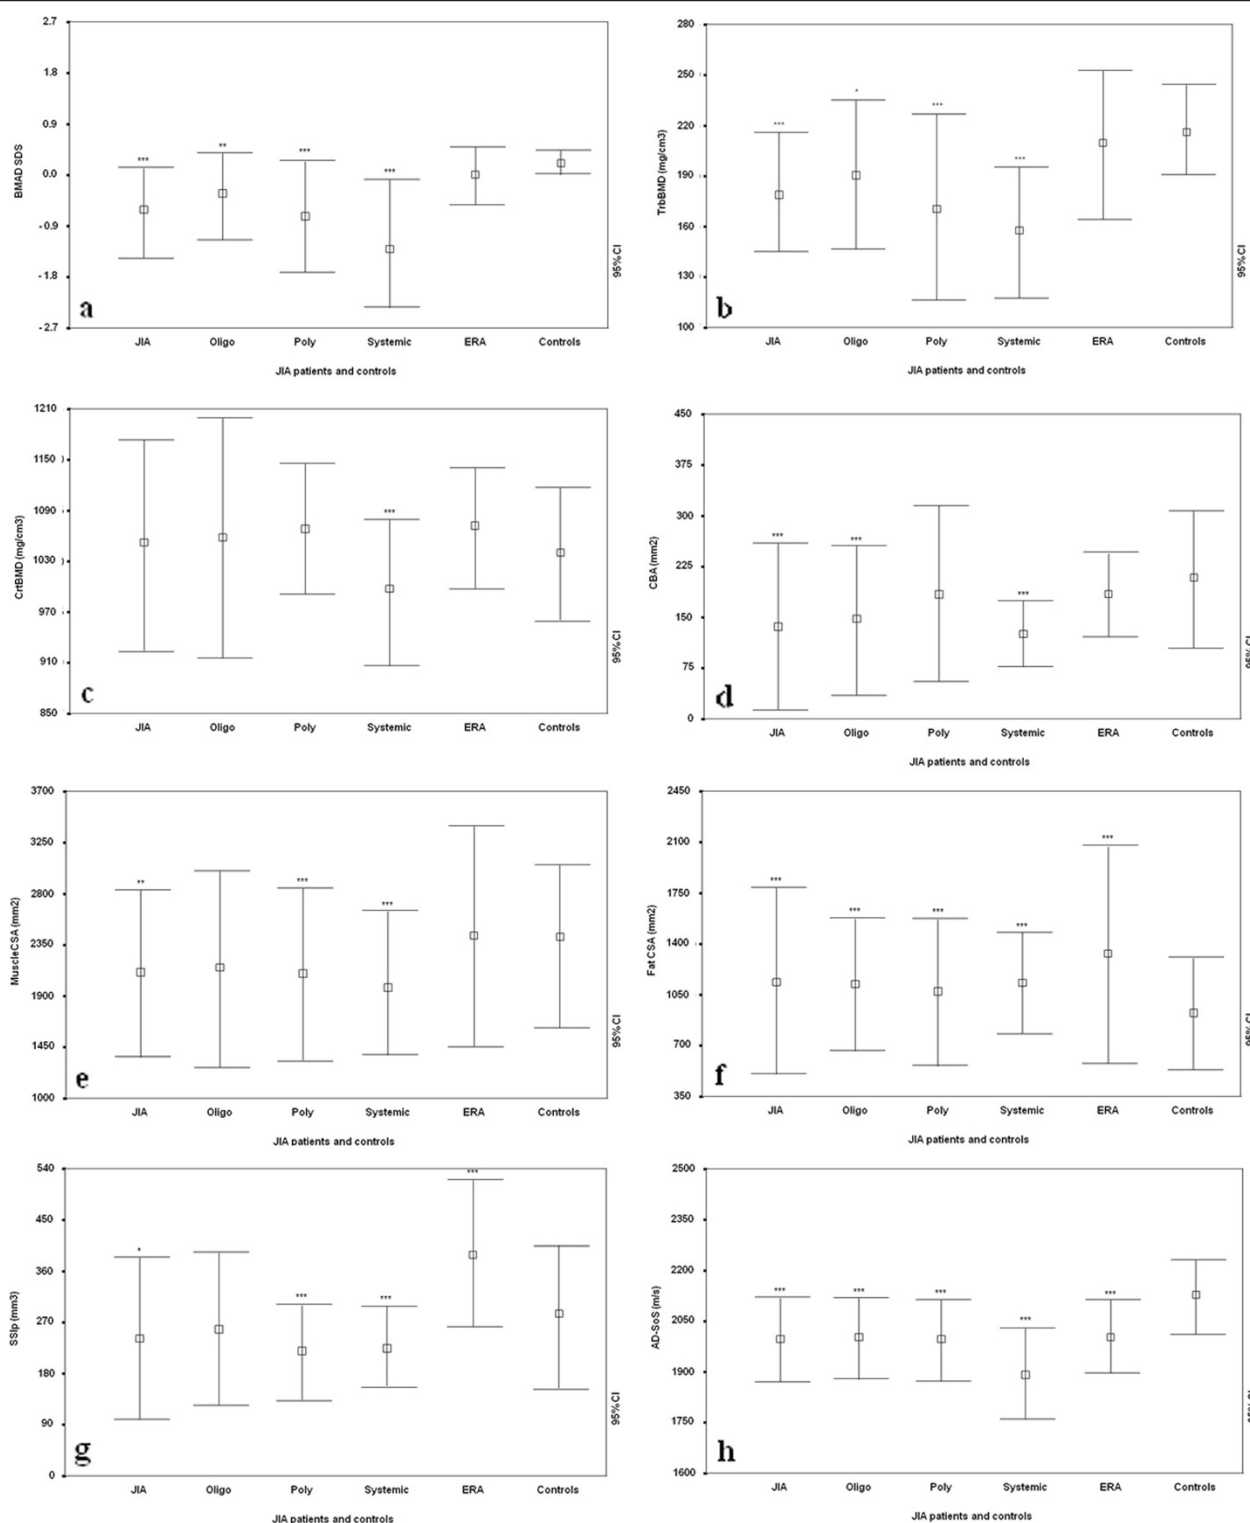 2.7
1.8
0.9
0.0
-0.9
-1.8
-2.7
BMAD SDS
***
**
***
***
a
95%CI
JIA Oligo Poly Systemic ERA Controls
JIA patients and controls
280
250
220
190
160
130
100
TrbBMD (mg/cm3)
***
*
***
***
b
95%CI
JIA Oligo Poly Systemic ERA Controls
JIA patients and controls
1210
1150
1090
1030
970
910
850
CrtBMD (mg/cm3)
***
c
95%CI
JIA Oligo Poly Systemic ERA Controls
450
375
300
225
150
75
0
CBA (mm2)
***
***
***
d
95%CI
JIA Oligo Poly Systemic ERA Controls
JIA patients and controls
3700
3250
2800
2350
1900
1450
1000
MuscleCSA (mm2)
**
***
***
e
95%CI
JIA Oligo Poly Systemic ERA Controls
JIA patients and controls
2450
2100
1750
1400
1050
700
350
Fat CSA (mm2)
***
***
***
***
***
f
95%CI
JIA Oligo Poly Systemic ERA Controls
JIA patients and controls
540
450
360
270
180
90
0
SSIp (mm3)
*
***
***
***
g
95%CI
JIA Oligo Poly Systemic ERA Controls
JIA patients and controls
2500
2350
2200
2050
1900
1750
1600
AD-SoS (m/s)
***
***
***
***
***
h
95%CI
JIA Oligo Poly Systemic ERA Controls
JIA patients and controls